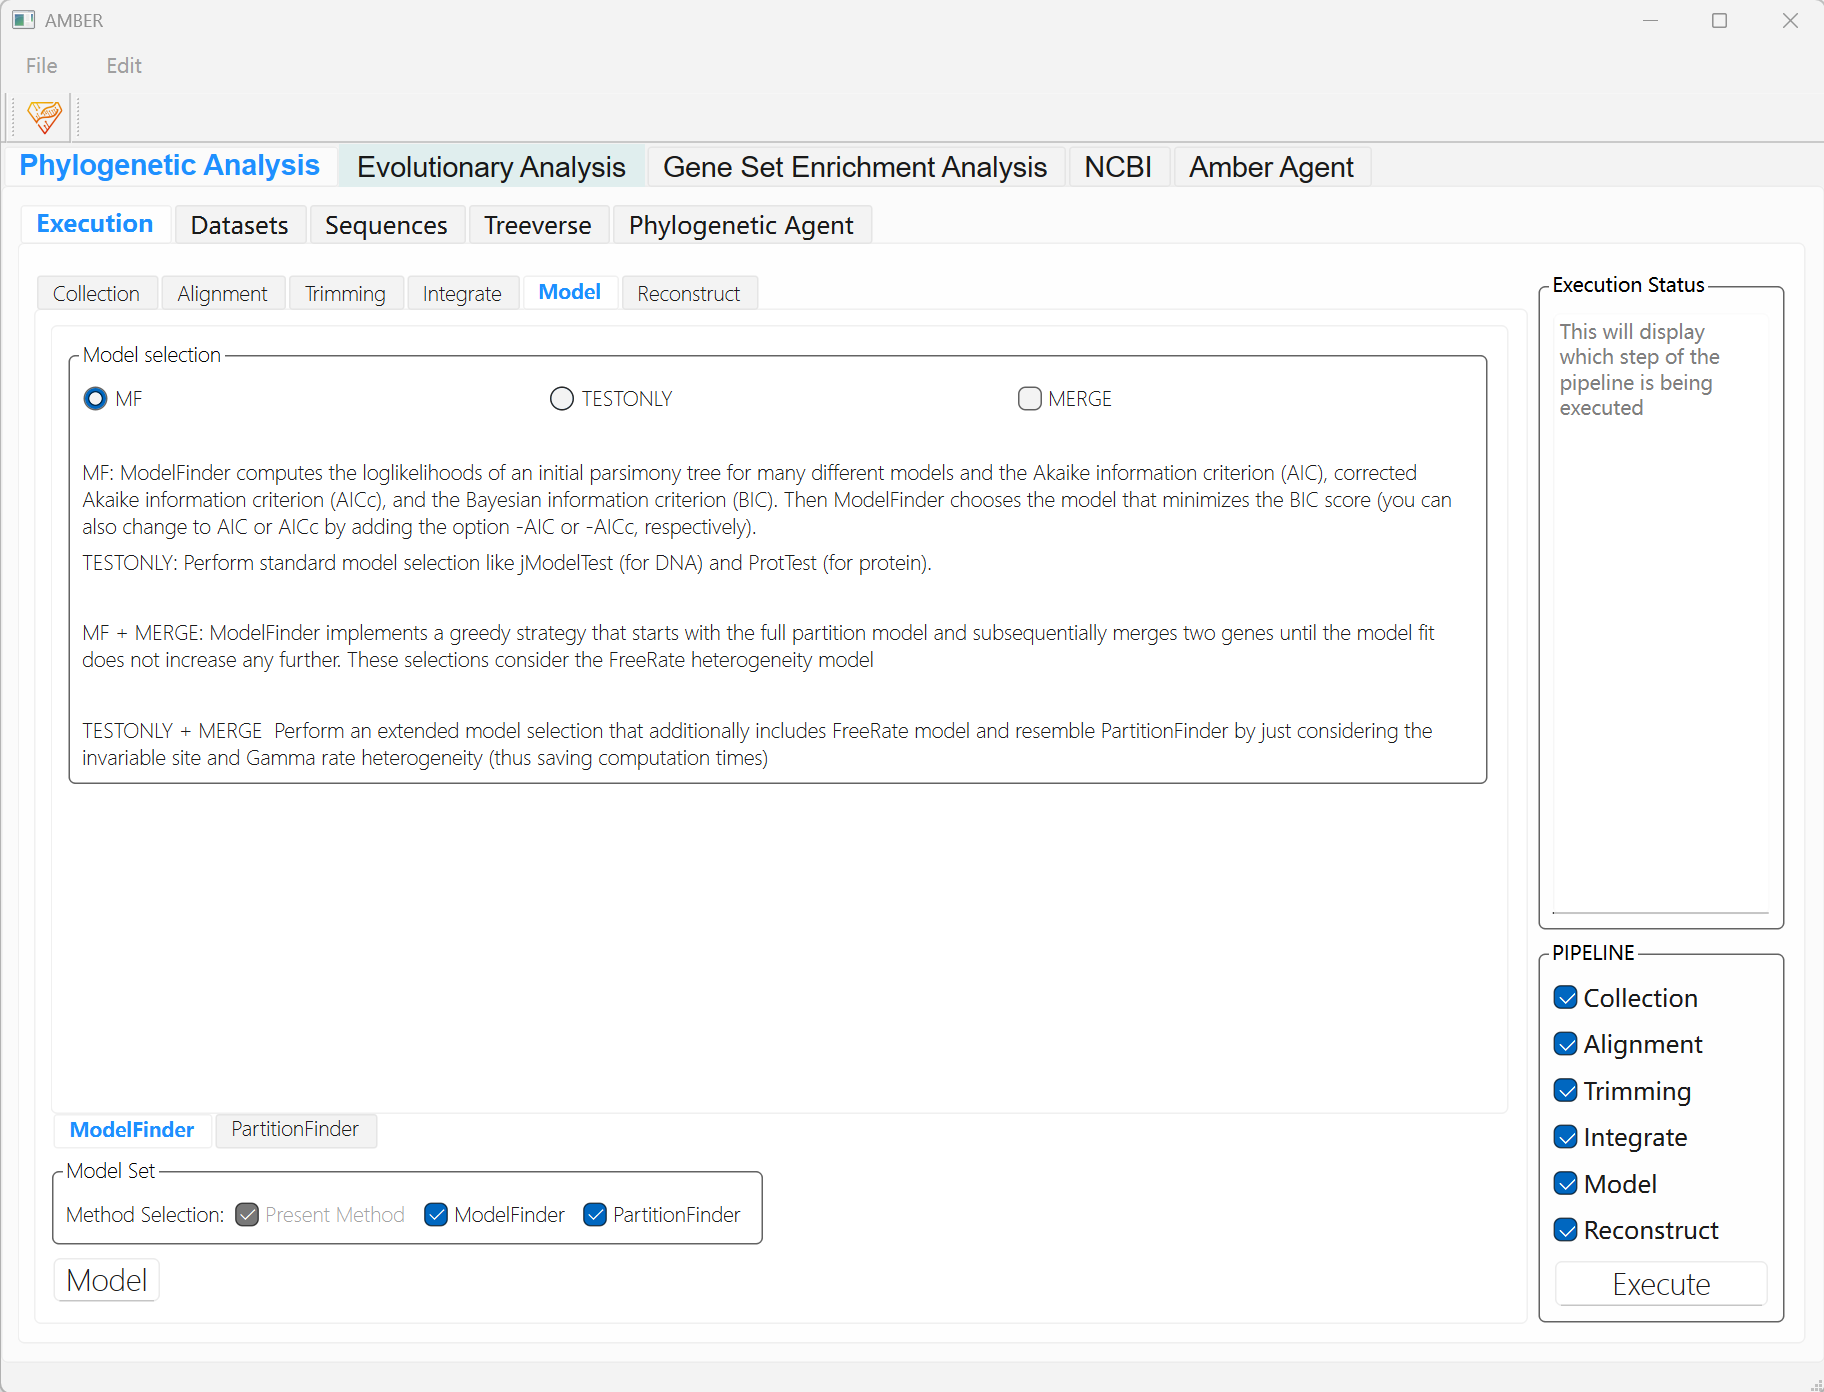 AMBER
File Edit
Phylogenetic Analysis Evolutionary Analysis Gene Set Enrichment Analysis NCBI Amber Agent
Execution Datasets Sequences Treeverse Phylogenetic Agent
Collection Alignment Trimming Integrate Model Reconstruct
Model selection
MF TESTONLY MERGE
MF: ModelFinder computes the loglikelihoods of an initial parsimony tree for many different models and the Akaike information criterion (AIC), corrected
Akaike information criterion (AICc), and the Bayesian information criterion (BIC). Then ModelFinder chooses the model that minimizes the BIC score (you can
also change to AIC or AICc by adding the option -AIC or -AICc, respectively).
TESTONLY: Perform standard model selection like jModelTest (for DNA) and ProtTest (for protein).
MF + MERGE: ModelFinder implements a greedy strategy that starts with the full partition model and subsequentially merges two genes until the model fit
does not increase any further. These selections consider the FreeRate heterogeneity model
TESTONLY + MERGE  Perform an extended model selection that additionally includes FreeRate model and resemble PartitionFinder by just considering the
invariable site and Gamma rate heterogeneity (thus saving computation times)
ModelFinder PartitionFinder
Model Set
Method Selection: Present Method ModelFinder PartitionFinder
Model
Execution Status
This will display
which step of the
pipeline is being
executed
PIPELINE
Collection
Alignment
Trimming
Integrate
Model
Reconstruct
Execute